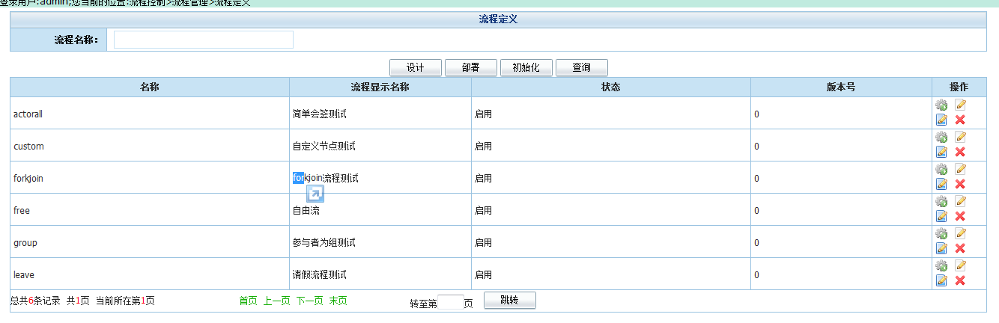 登录用户:admin;您当前的位置:流程控制>流程管理>流程定义
流程定义
流程名称：
设计 部署 初始化 查询
名称 流程显示名称 状态 版本号 操作
actorall 简单会签测试 启用 0
custom 自定义节点测试 启用 0
forkjoin forkjoin流程测试 启用 0
free 自由流 启用 0
group 参与者为组测试 启用 0
leave 请假流程测试 启用 0
总共6条记录 共1页 当前所在第1页 首页 上一页 下一页 末页 转至第 页 跳转